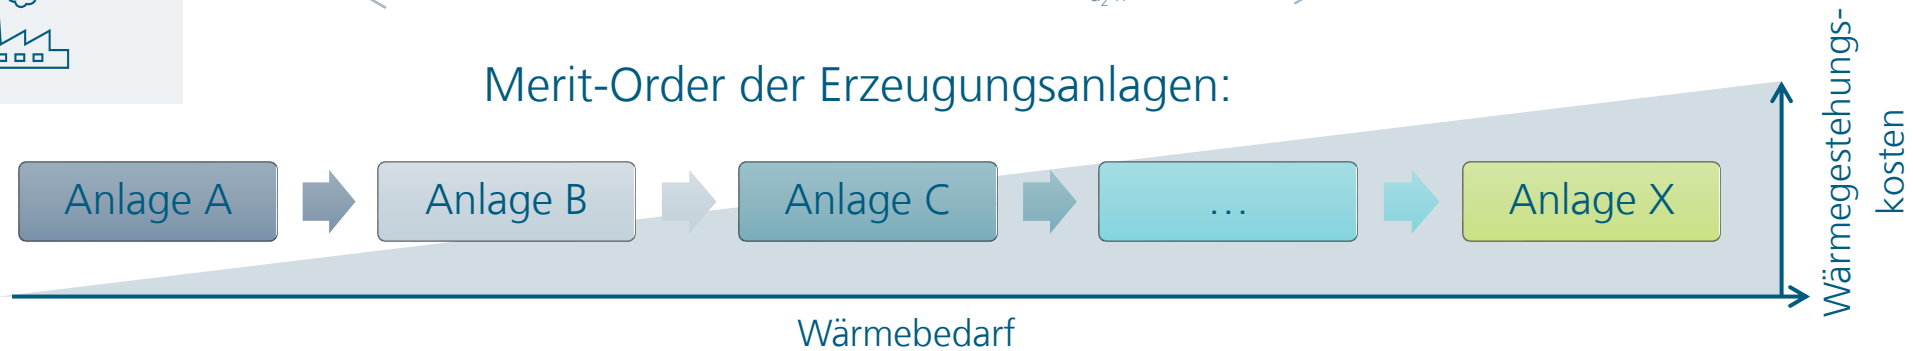 Merit-Order der Erzeugungsanlagen:
Anlage A
Anlage B
Anlage C
...
Anlage X
Wärmebedarf
Wärmegestehungs-
kosten